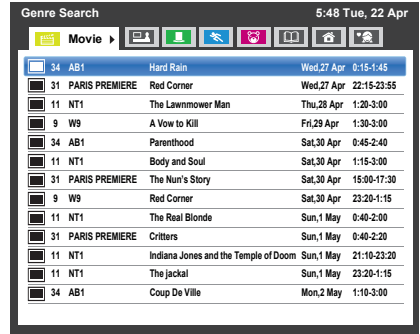 Genre Search 5:48 Tue, 22 Apr
Movie
34 AB1 Hard Rain Wed,27 Apr 0:15-1:45
31 PARIS PREMIERE Red Corner Wed,27 Apr 22:15-23:55
11 NT1 The Lawnmower Man Thu,28 Apr 1:20-3:00
9 W9 A Vow to Kill Fri,29 Apr 1:30-3:00
34 AB1 Parenthood Sat,30 Apr 0:45-2:40
11 NT1 Body and Soul Sat,30 Apr 1:15-3:00
31 PARIS PREMIERE The Nun's Story Sat,30 Apr 15:00-17:30
9 W9 Red Corner Sat,30 Apr 23:20-1:15
11 NT1 The Real Blonde Sun,1 May 0:40-2:00
31 PARIS PREMIERE Critters Sun,1 May 0:40-2:20
11 NT1 Indiana Jones and the Temple of Doom Sun,1 May 21:10-23:20
11 NT1 The jackal Sun,1 May 23:20-1:15
34 AB1 Coup De Ville Mon,2 May 1:10-3:00